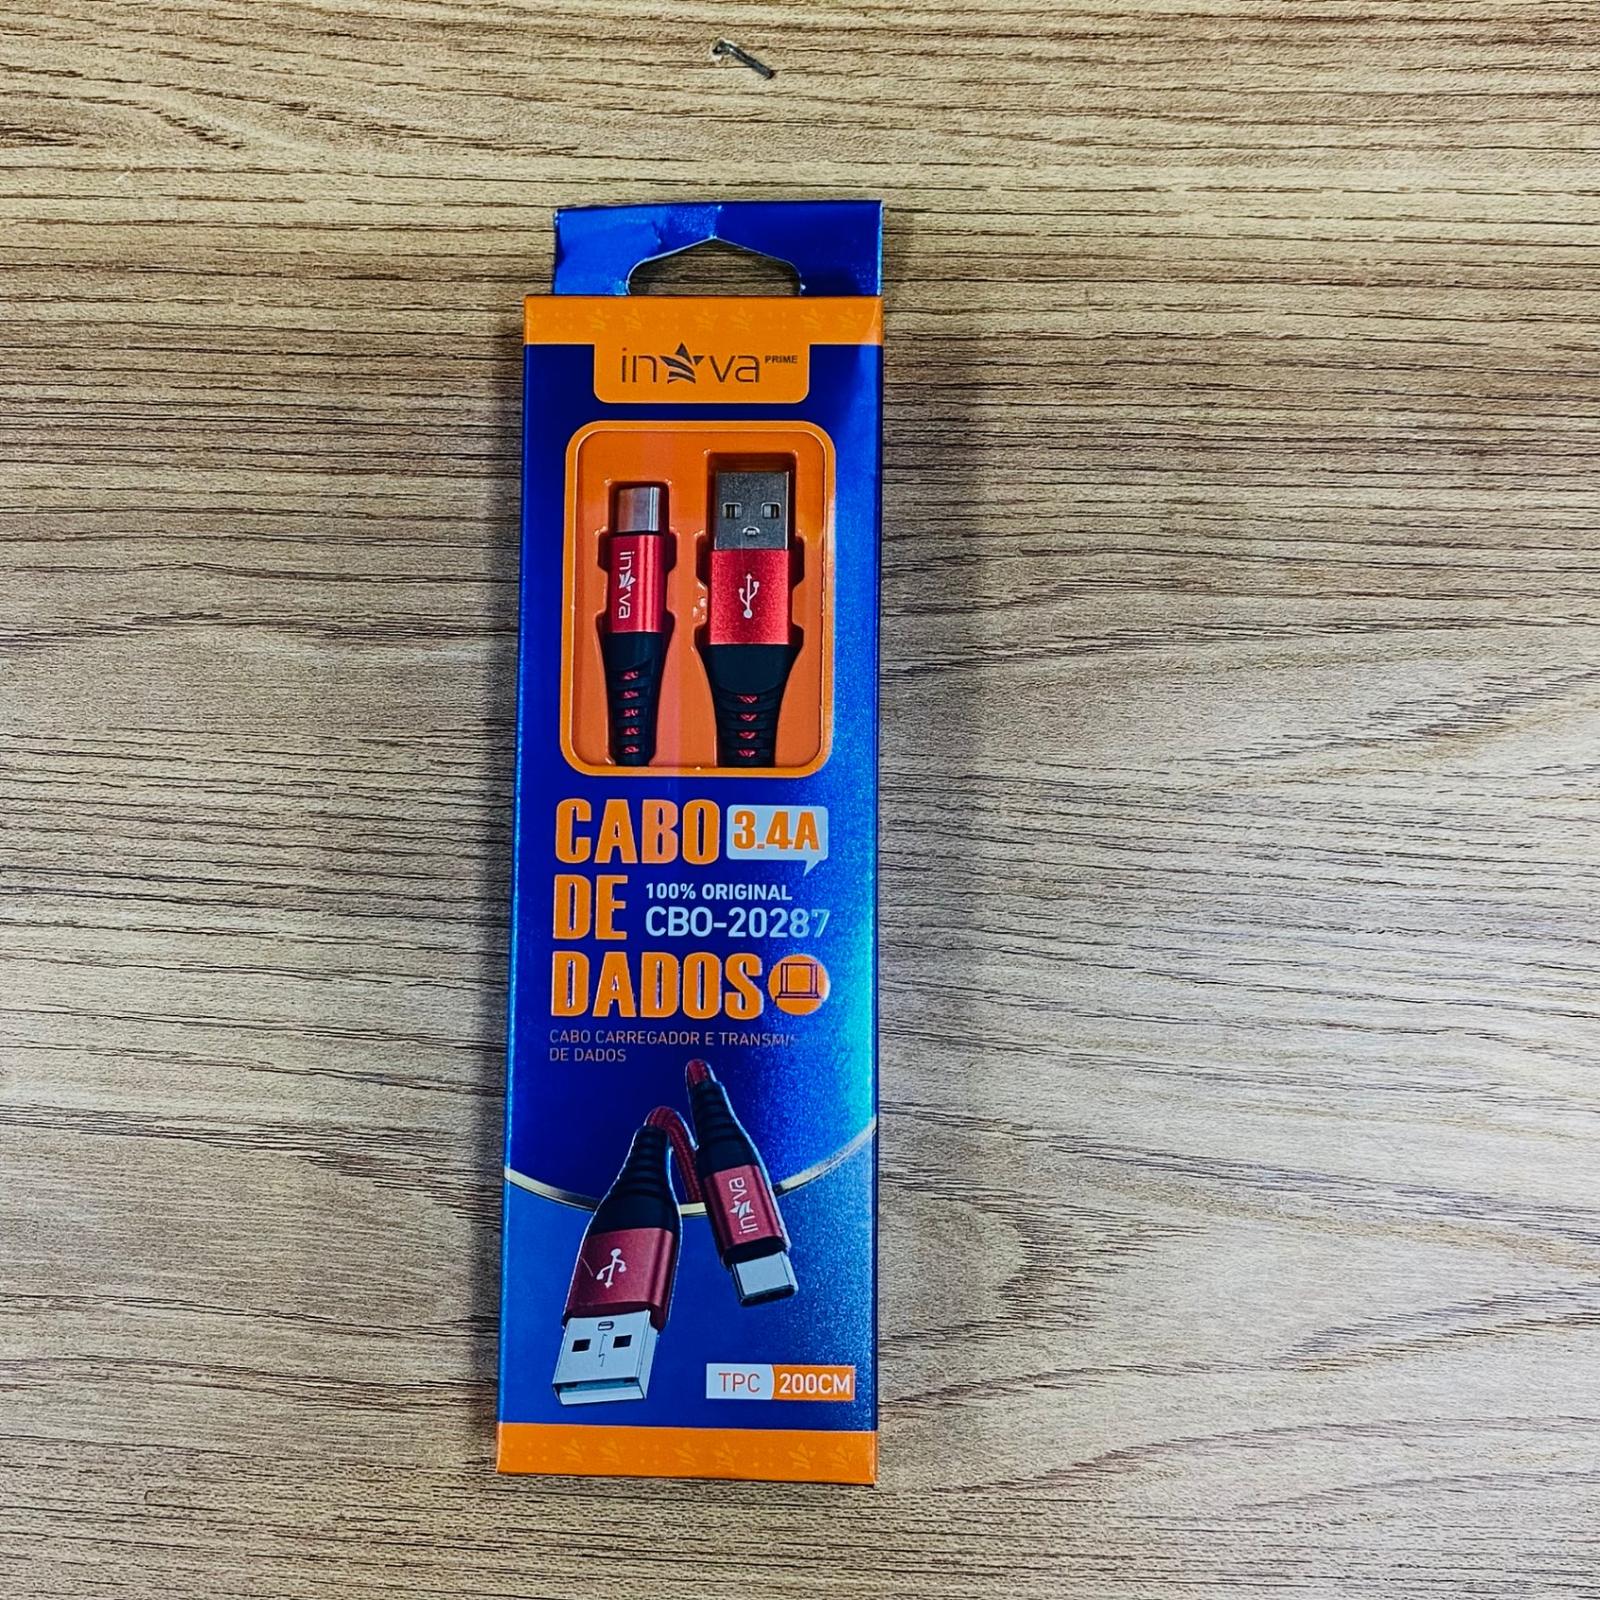 inova PRIME
inova
CABO 3.4A
DE 100% ORIGINAL
CBO-20287
DADOS
CABO CARREGADOR E
DE DADOS
inova
TPC 200CM